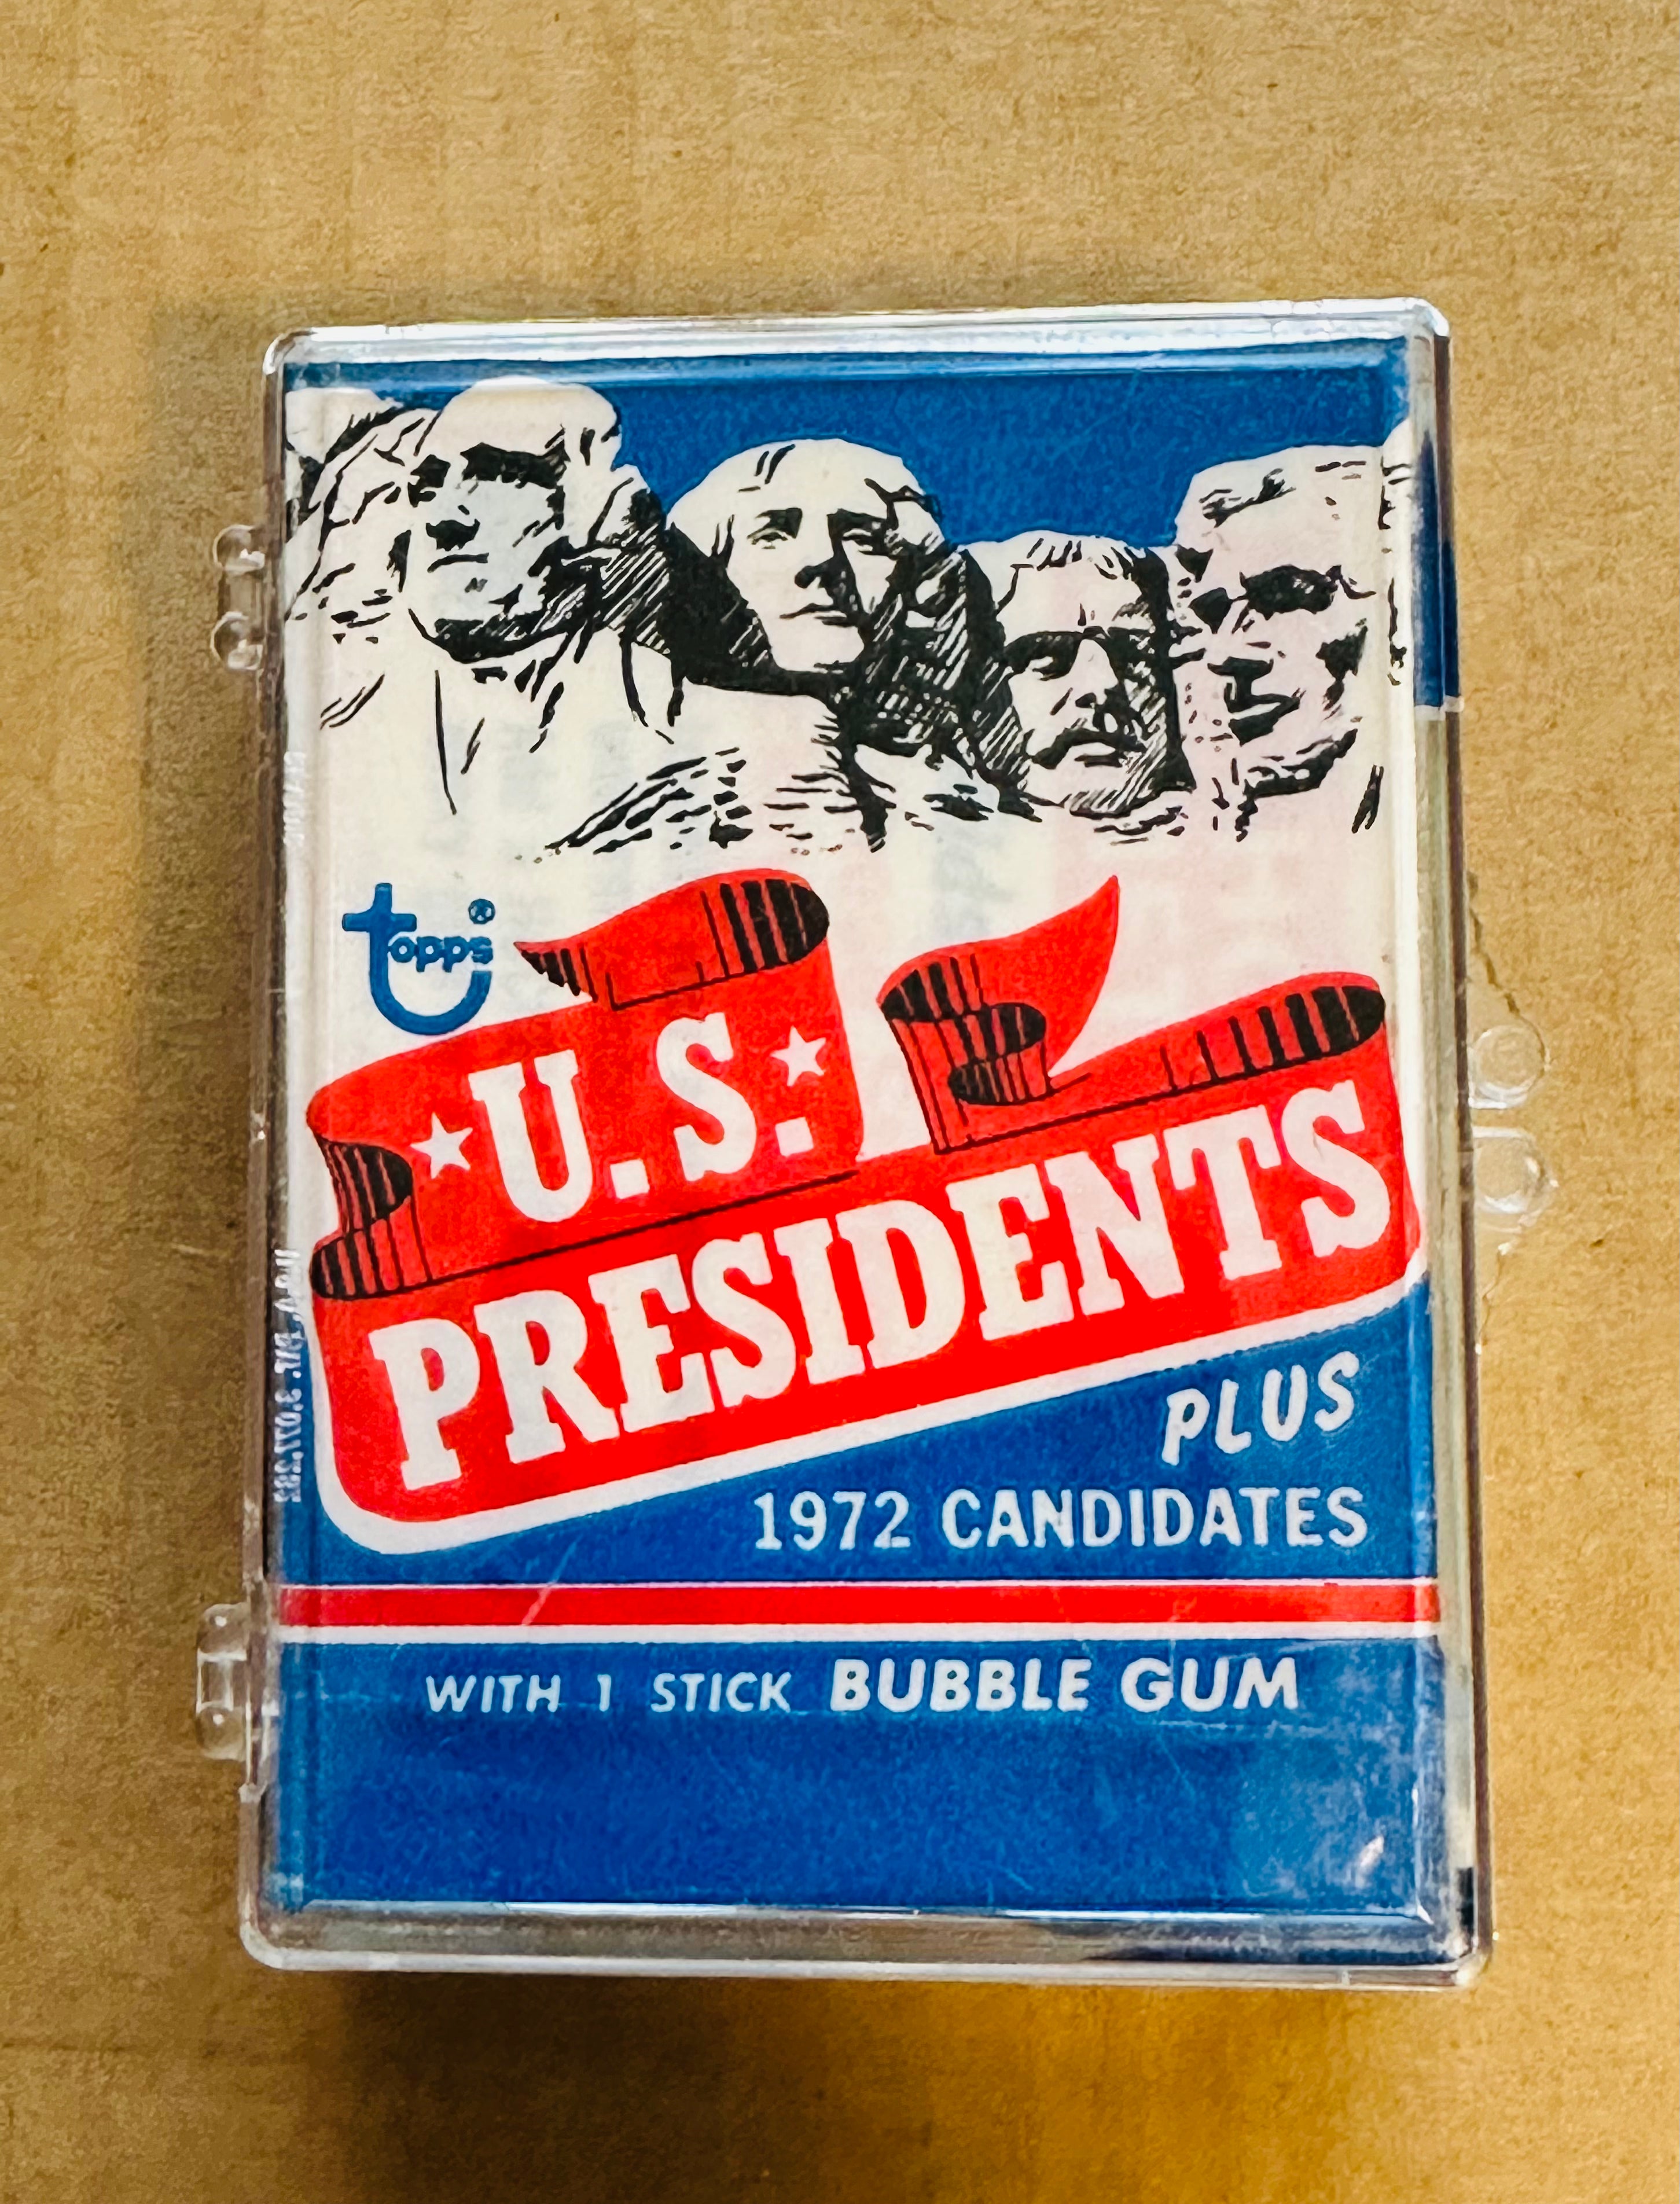 topps®
★U.S.★
PRESIDENTS
PLUS
1972 CANDIDATES
WITH 1 STICK BUBBLE GUM